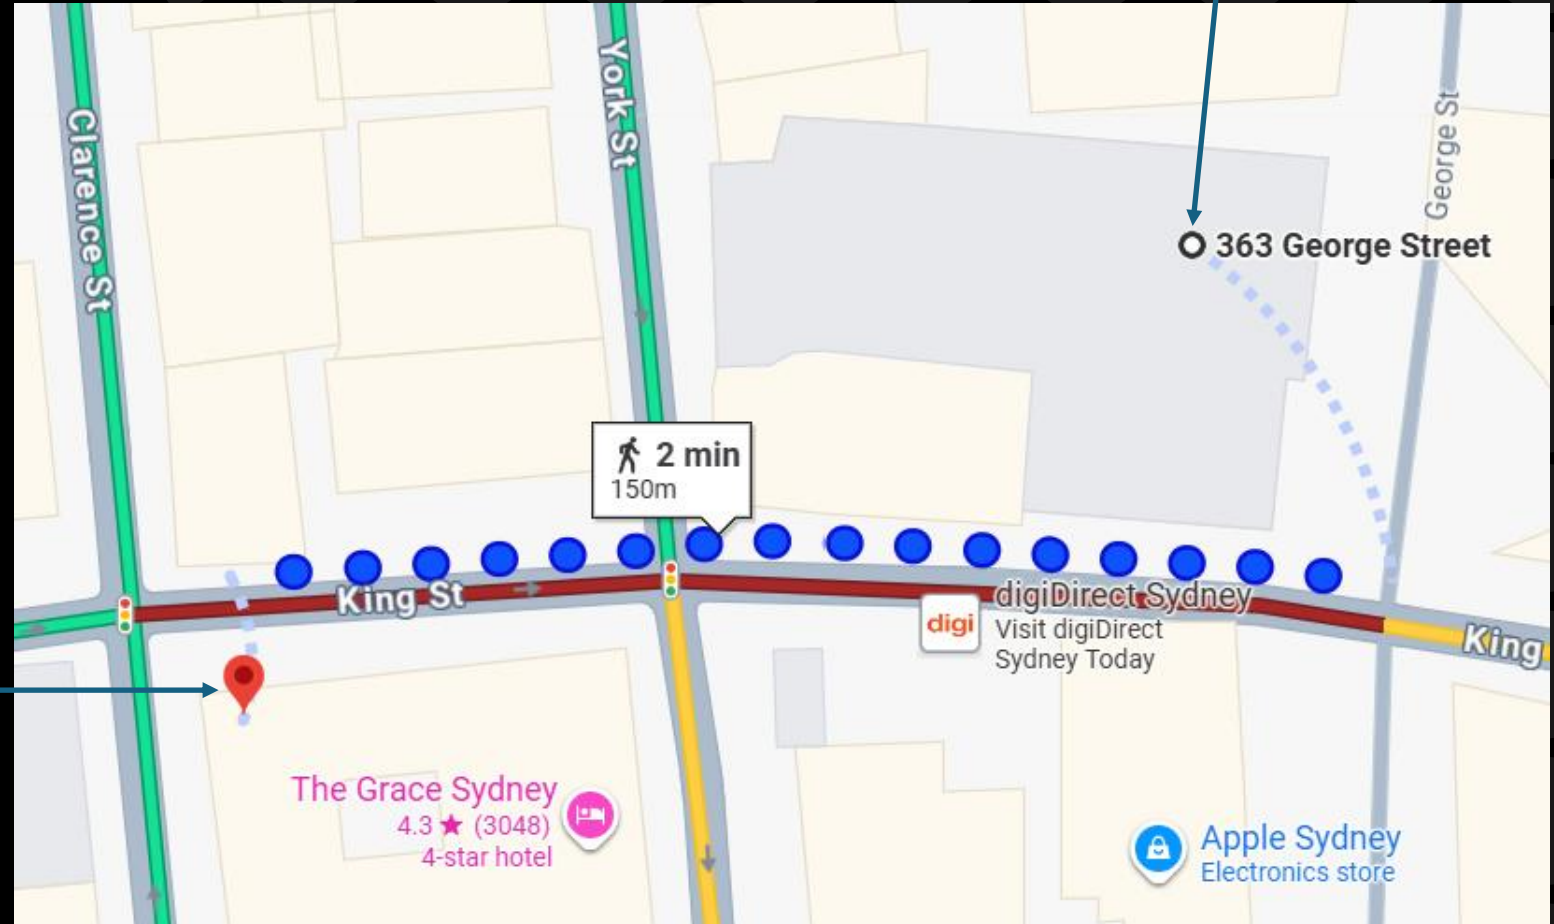 Clarence St
York St
George St
363 George Street
2 min
150m
King St
digi
digiDirect Sydney
Visit digiDirect
Sydney Today
King
The Grace Sydney
4.3 ★ (3048)
4-star hotel
Apple Sydney
Electronics store